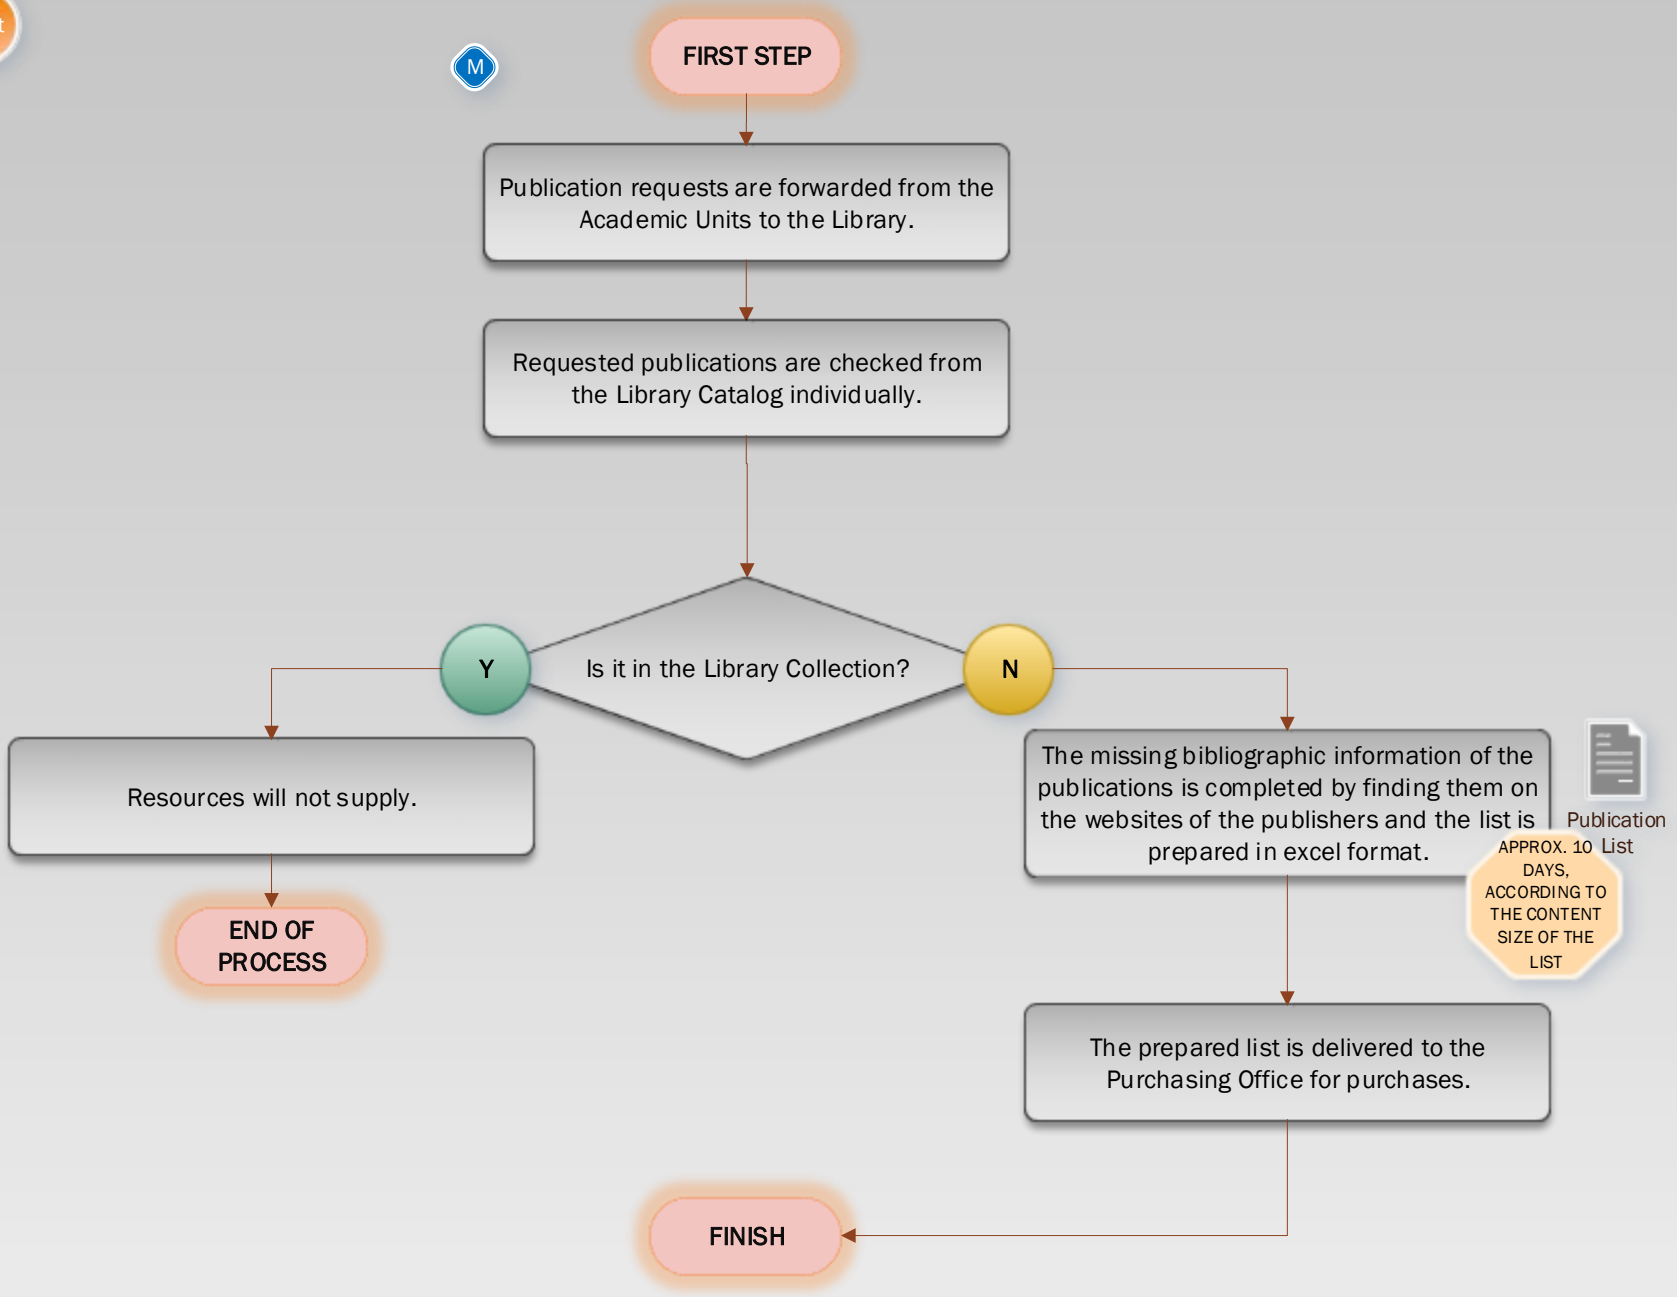 t
M
FIRST STEP
Publication requests are forwarded from the
Academic Units to the Library.
Requested publications are checked from
the Library Catalog individually.
Y
Is it in the Library Collection?
N
Resources will not supply.
END OF
PROCESS
The missing bibliographic information of the
publications is completed by finding them on
the websites of the publishers and the list is
prepared in excel format.
Publication
List
APPROX. 10
DAYS,
ACCORDING TO
THE CONTENT
SIZE OF THE
LIST
The prepared list is delivered to the
Purchasing Office for purchases.
FINISH